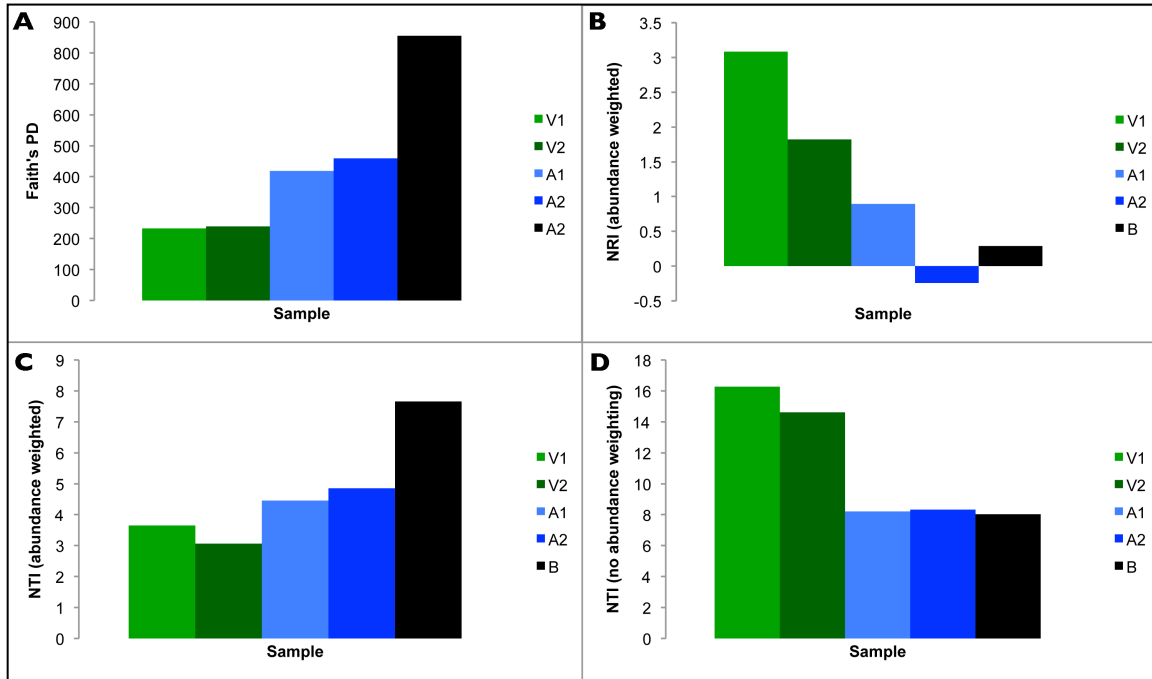 A
900
800
700
600
500
400
300
200
100
0
Faith's PD
Sample
V1
V2
A1
A2
A2
B
3.5
3
2.5
2
1.5
1
0.5
0
-0.5
NRI (abundance weighted)
Sample
V1
V2
A1
A2
B
C
9
8
7
6
5
4
3
2
1
0
NTI (abundance weighted)
Sample
V1
V2
A1
A2
B
D
18
16
14
12
10
8
6
4
2
0
NTI (no abundance weighting)
Sample
V1
V2
A1
A2
B